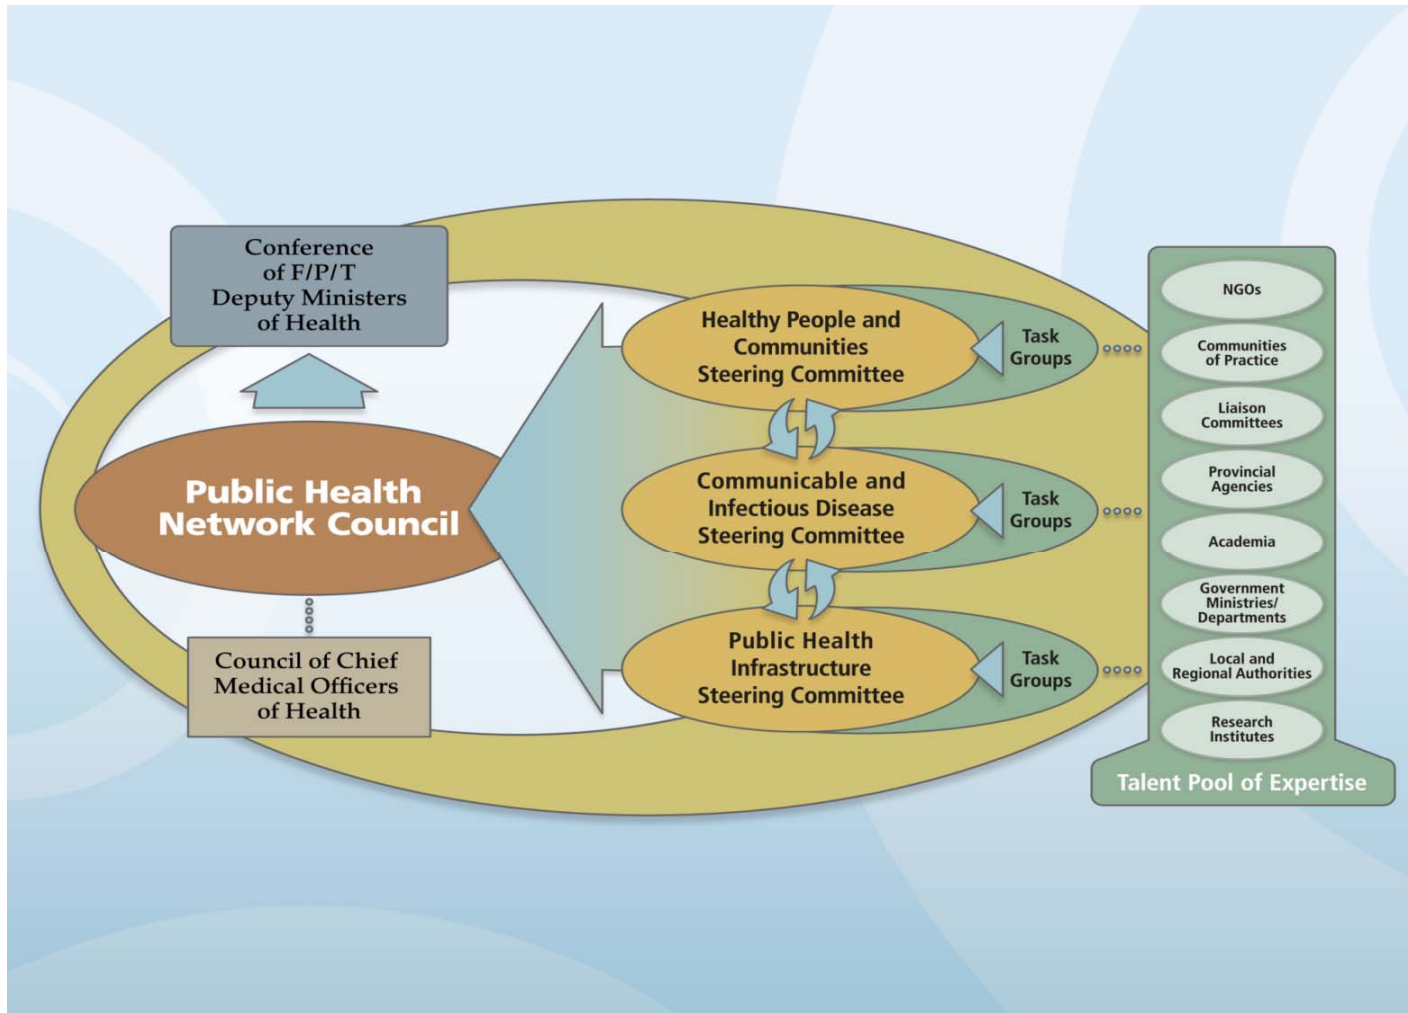 Conference
of F/P/T
Deputy Ministers
of Health
Public Health
Network Council
Council of Chief
Medical Officers
of Health
Healthy People and
Communities
Steering Committee
Task
Groups
Communicable and
Infectious Disease
Steering Committee
Task
Groups
Public Health
Infrastructure
Steering Committee
Task
Groups
NGOs
Communities
of Practice
Liaison
Committees
Provincial
Agencies
Academia
Government
Ministries/
Departments
Local and
Regional Authorities
Research
Institutes
Talent Pool of Expertise